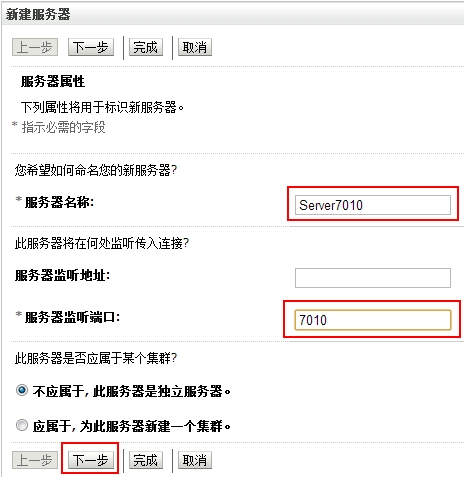 新建服务器
上一步 下一步 完成 取消
服务器属性
下列属性将用于标识新服务器。
* 指示必需的字段
您希望如何命名您的新服务器?
* 服务器名称: Server7010
此服务器将在何处监听传入连接?
服务器监听地址:
* 服务器监听端口: 7010
此服务器是否应属于某个集群?
不应属于, 此服务器是独立服务器。
应属于, 为此服务器新建一个集群。
上一步 下一步 完成 取消